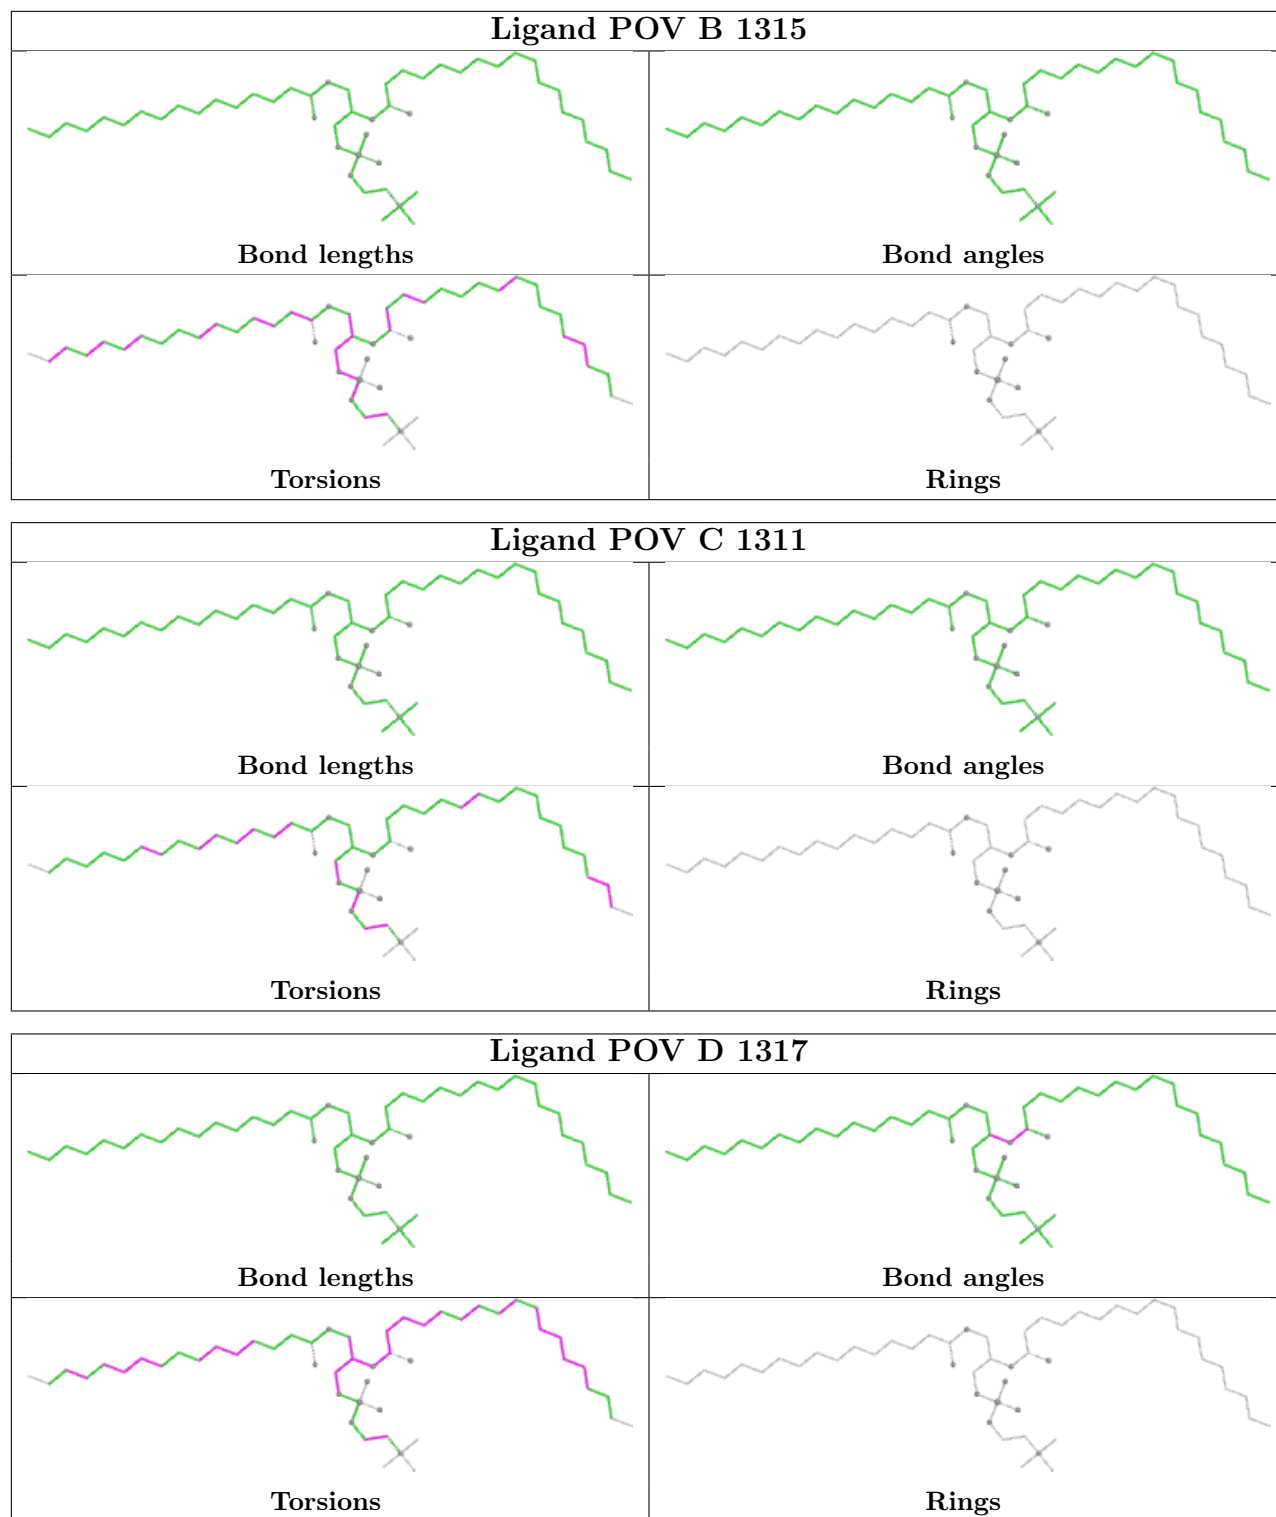 Ligand POV B 1315
Bond lengths
Bond angles
Torsions
Rings
Ligand POV C 1311
Bond lengths
Bond angles
Torsions
Rings
Ligand POV D 1317
Bond lengths
Bond angles
Torsions
Rings